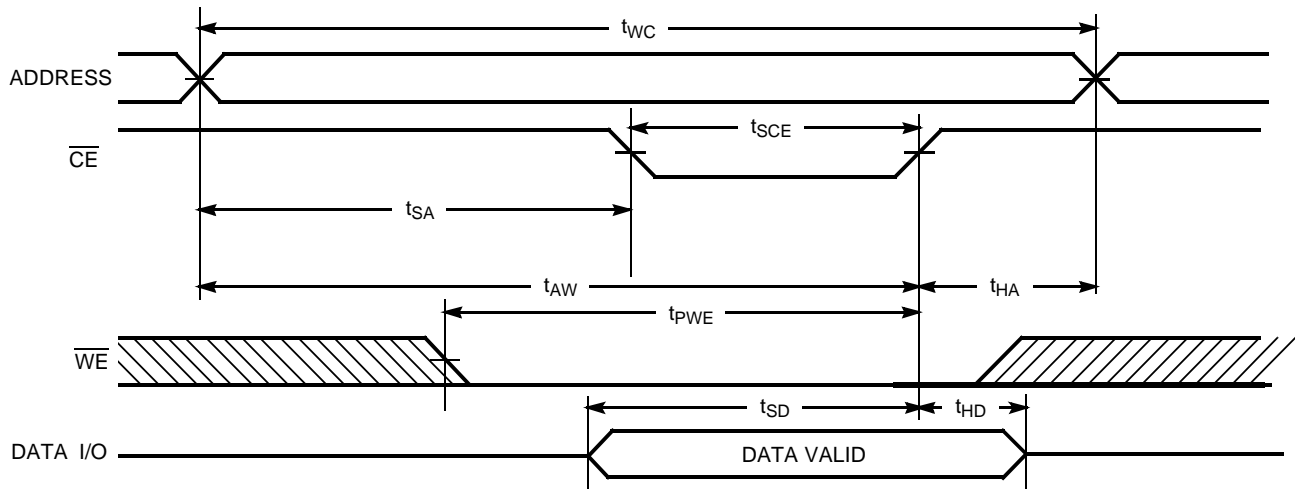 tWC
ADDRESS
tSCE
CE
tSA
tAW
tHA
tPWE
WE
tSD
tHD
DATA I/O
DATA VALID